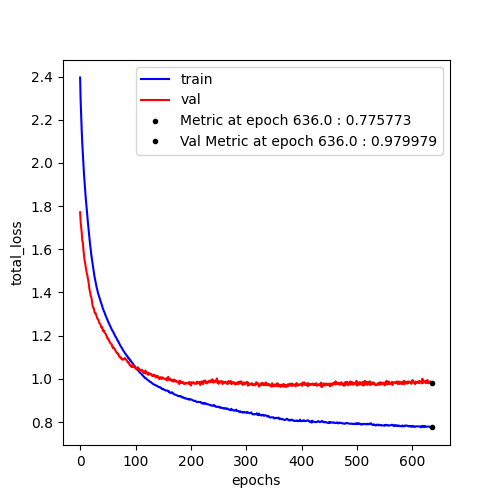 train
val
Metric at epoch 636.0 : 0.775773
Val Metric at epoch 636.0 : 0.979979
total_loss
2.4
2.2
2.0
1.8
1.6
1.4
1.2
1.0
0.8
0 100 200 300 400 500 600
epochs